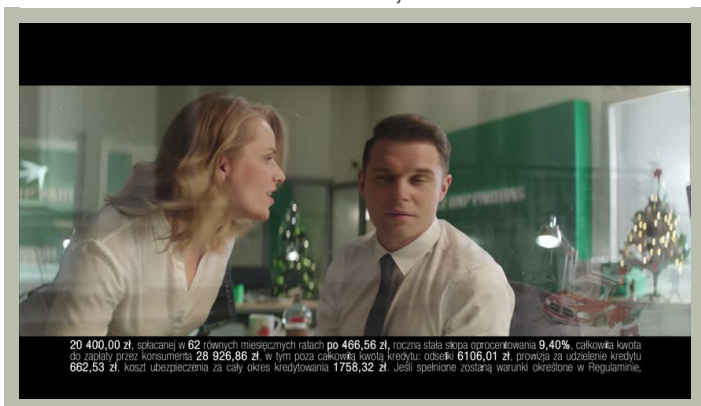 BNP PARIBAS
20 400,00 zł, spłacanej w 62 równych miesięcznych ratach po 466,56 zł, roczna stała stopa oprocentowania 9,40%, całkowita kwota
do zapłaty przez konsumenta 28 926,86 zł, w tym poza całkowitą kwotą kredytu: odsetki 6106,01 zł, prowizja za udzielenie kredytu
662,53 zł, koszt ubezpieczenia za cały okres kredytowania 1758,32 zł. Jeśli spełnione zostaną warunki określone w Regulaminie,